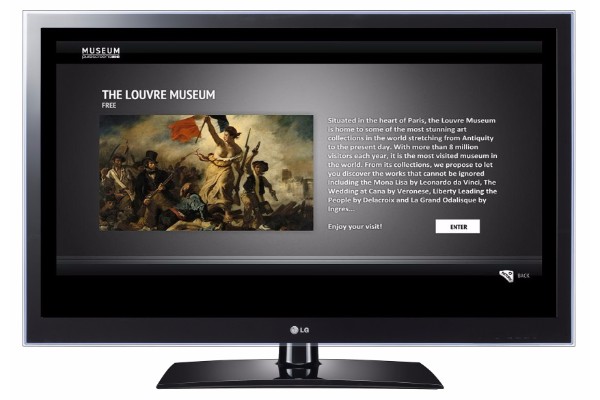 MUSEUM
THE LOUVRE MUSEUM
FREE
Situated in the heart of Paris, the Louvre Museum
is home to some of the most stunning art
collections in the world stretching from Antiquity
to the present day. With more than 8 million
visitors each year, it is the most visited museum in
the world. From its collections, we propose to let
you discover the works that cannot be ignored
including the Mona Lisa by Leonardo da Vinci, The
Wedding at Cana by Veronese, Liberty Leading the
People by Delacroix and La Grand Odalisque by
Ingres...
Enjoy your visit!
ENTER
BACK
LG